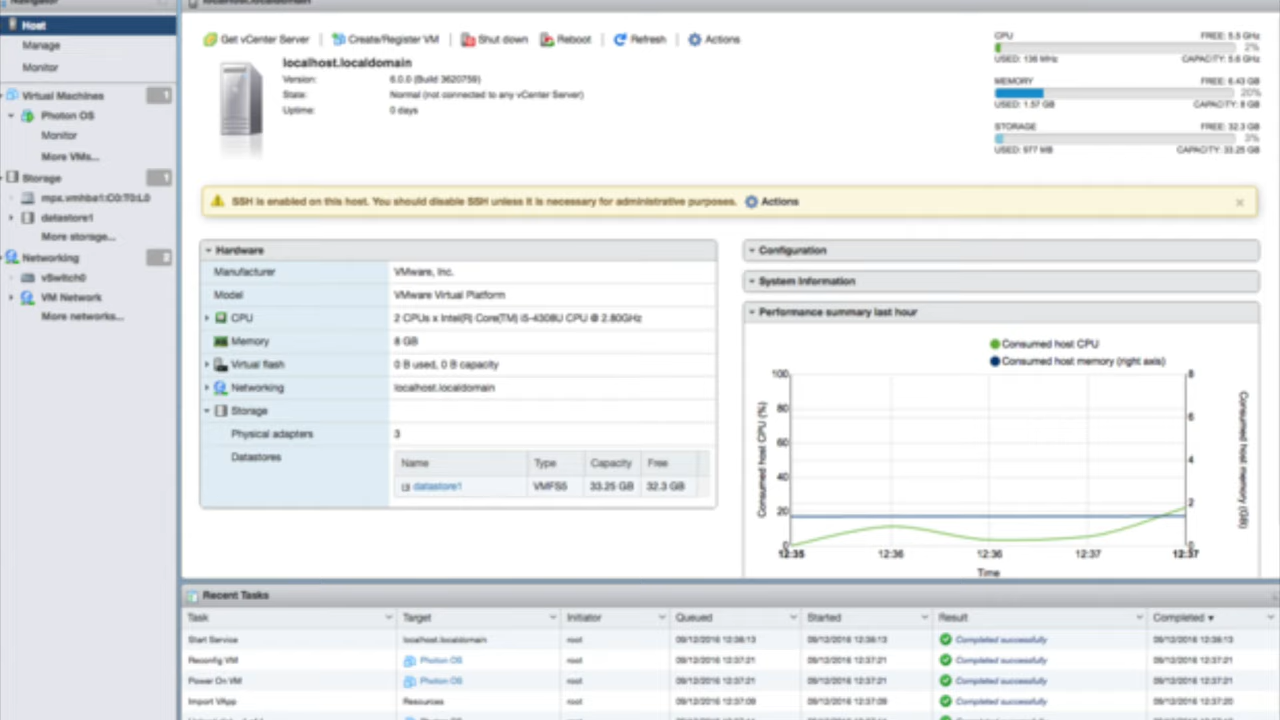 Navigator
localhost.localdomain
Host
Manage
Monitor
Virtual Machines 1
Photon OS
Monitor
More VMs...
Storage 1
mpx.vmhba1:C0:T0:L0
datastore1
More storage...
Networking 2
vSwitch0
VM Network
More networks...
Get vCenter Server | Create/Register VM | Shut down Reboot | Refresh | Actions
localhost.localdomain
Version: 6.0.0 (Build 3620759)
State: Normal (not connected to any vCenter Server)
Uptime: 0 days
CPU FREE: 5.5 GHz
2%
USED: 136 MHz CAPACITY: 5.6 GHz
MEMORY FREE: 6.43 GB
20%
USED: 1.57 GB CAPACITY: 8 GB
STORAGE FREE: 32.3 GB
3%
USED: 977 MB CAPACITY: 33.25 GB
SSH is enabled on this host. You should disable SSH unless it is necessary for administrative purposes. Actions
Hardware
Manufacturer VMware, Inc.
Model VMware Virtual Platform
CPU 2 CPUs x Intel(R) Core(TM) i5-4308U CPU @ 2.80GHz
Memory 8 GB
Virtual flash 0 B used, 0 B capacity
Networking localhost.localdomain
Storage
Physical adapters 3
Datastores
Name Type Capacity Free
datastore1 VMFS5 33.25 GB 32.3 GB
Configuration
System Information
Performance summary last hour
Consumed host CPU
Consumed host memory (right axis)
Consumed host CPU (%)
100
80
60
40
20
0
8
6
4
2
0
Consumed host memory (GB)
12:35 12:36 12:36 12:37 12:37
Time
Recent Tasks
Task Target Initiator Queued Started Result Completed
Start Service localhost.localdomain root 09/12/2016 12:38:13 09/12/2016 12:38:13 Completed successfully 09/12/2016 12:38:13
Reconfig VM Photon OS root 09/12/2016 12:37:21 09/12/2016 12:37:21 Completed successfully 09/12/2016 12:37:21
Power On VM Photon OS root 09/12/2016 12:37:21 09/12/2016 12:37:21 Completed successfully 09/12/2016 12:37:21
Import VApp Resources root 09/12/2016 12:37:09 09/12/2016 12:37:09 Completed successfully 09/12/2016 12:37:20